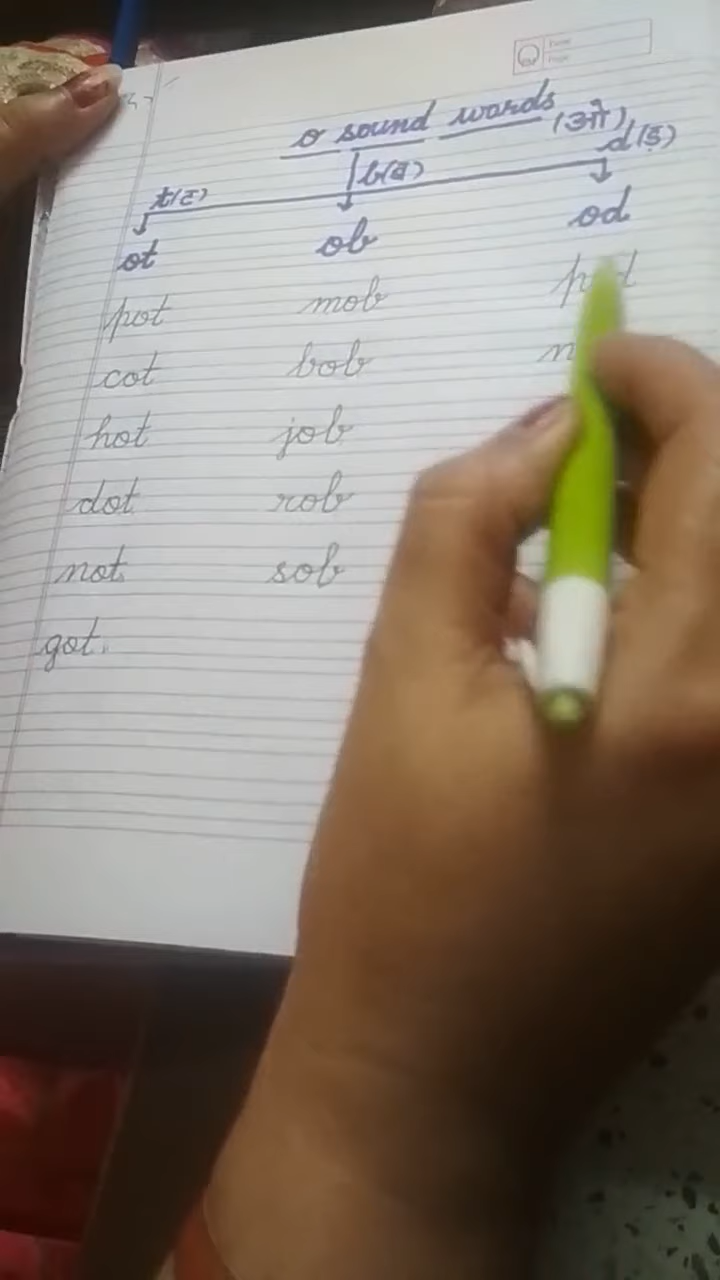 o sound words (ऑ)
t(ट) b(ब) d(ड)
ot ob od
pot mob
cot bob
hot job
dot rob
not sob
got.